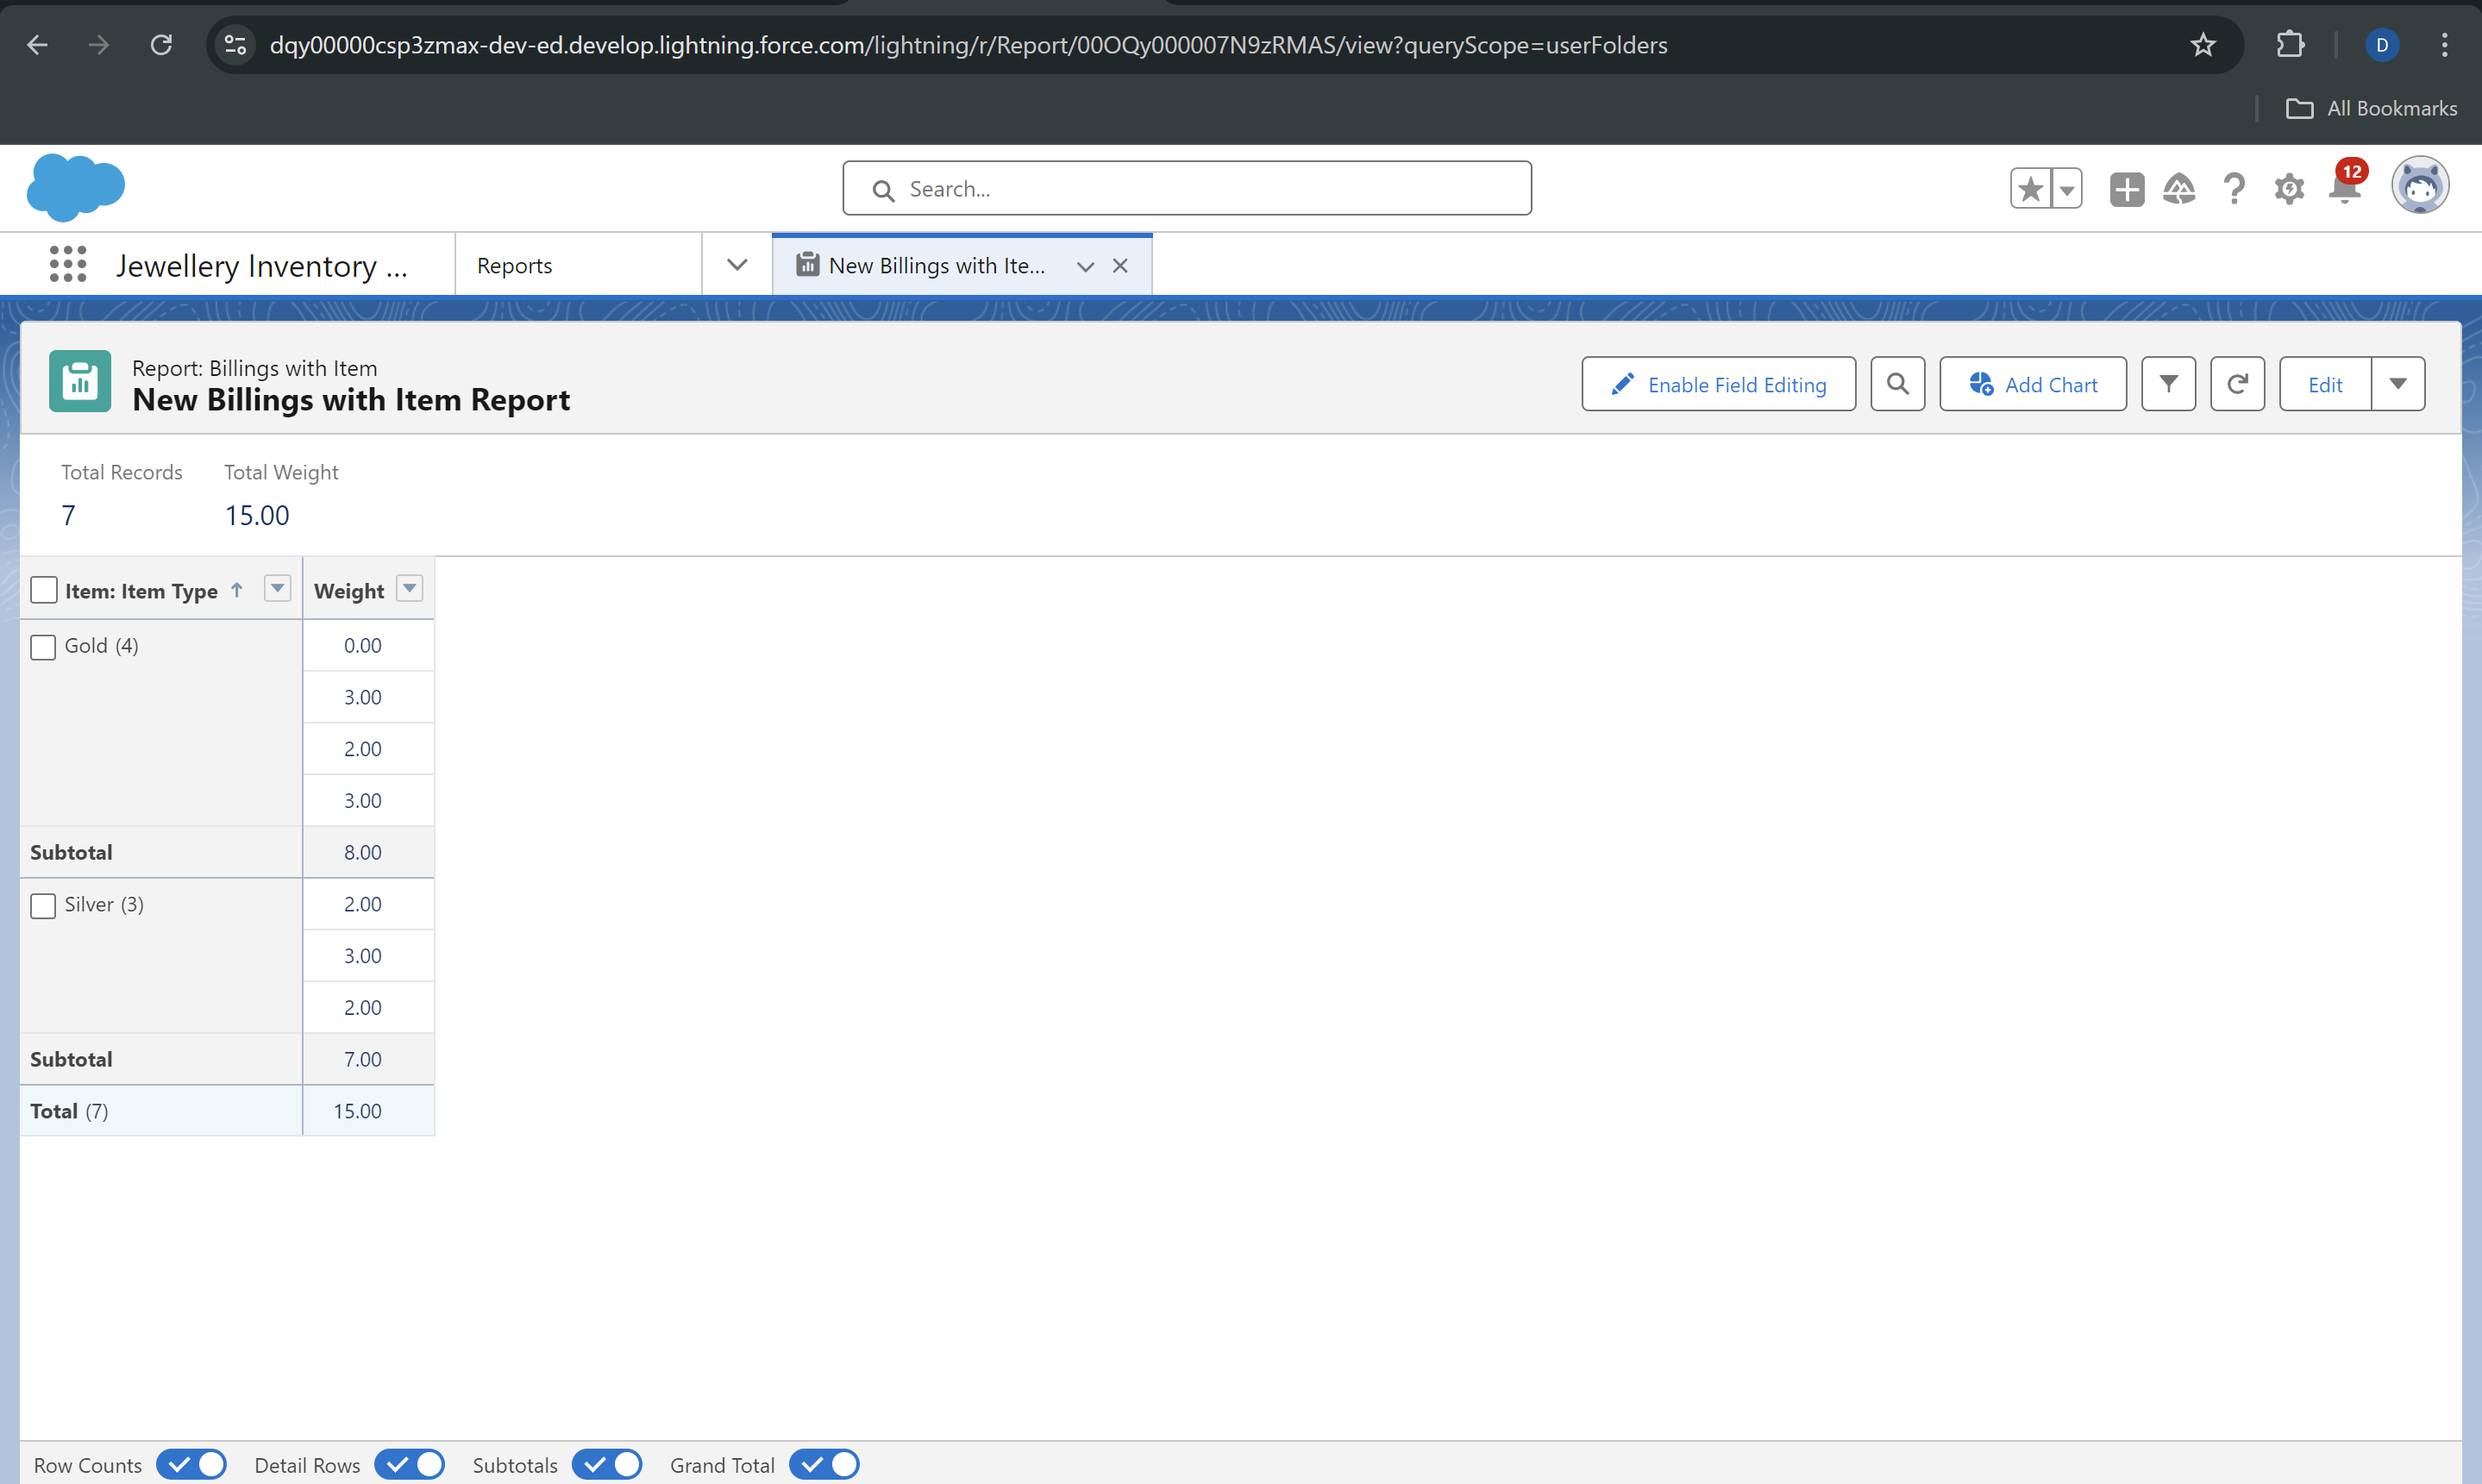 dqy00000csp3zmax-dev-ed.develop.lightning.force.com/lightning/r/Report/00OQy000007N9zRMAS/view?queryScope=userFolders
D
All Bookmarks
Search...
12
Jewellery Inventory ...
Reports
New Billings with Ite...
Report: Billings with Item
New Billings with Item Report
Enable Field Editing
Add Chart
Edit
Total Records
Total Weight
7
15.00
Item: Item Type
Weight
Gold (4)
0.00
3.00
2.00
3.00
Subtotal
8.00
Silver (3)
2.00
3.00
2.00
Subtotal
7.00
Total (7)
15.00
Row Counts
Detail Rows
Subtotals
Grand Total